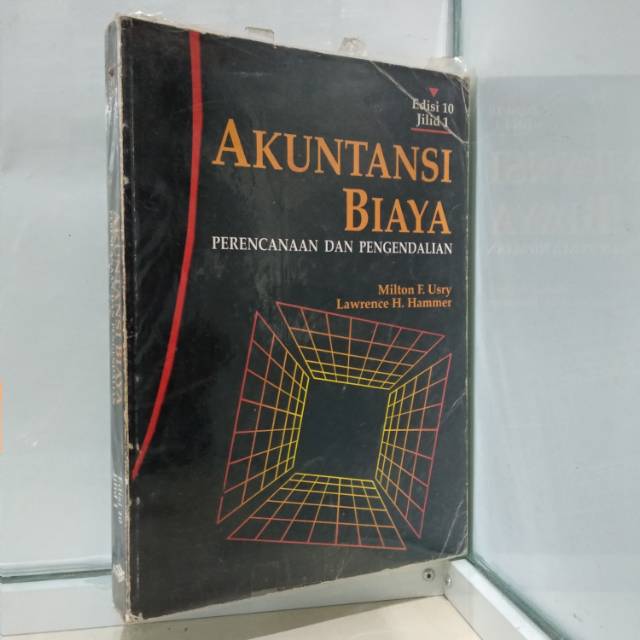 Edisi 10
Jilid 1
AKUNTANSI
BIAYA
PERENCANAAN DAN PENGENDALIAN
Milton F. Usry
Lawrence H. Hammer